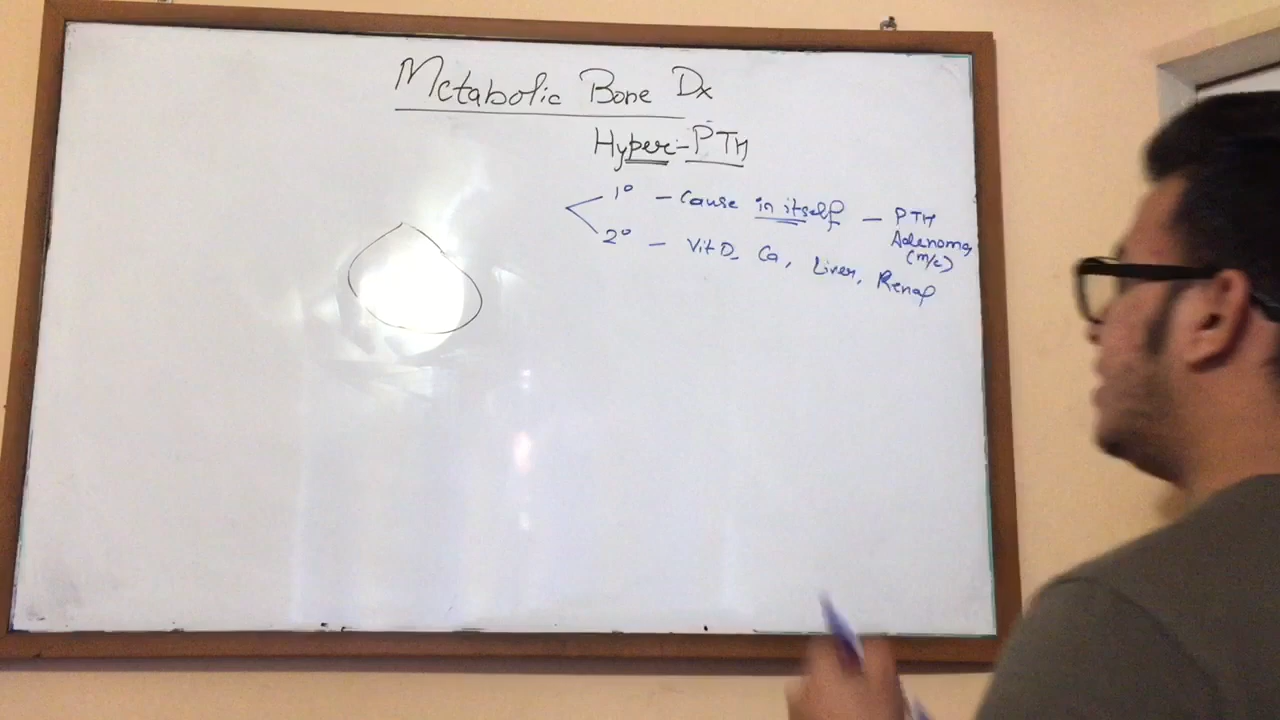 Metabolic Bone Dx
Hyper-PTH
1° - Cause in itself - PTH
Adenoma
(m/c)
2° - Vit D, Ca, Liver, Renal